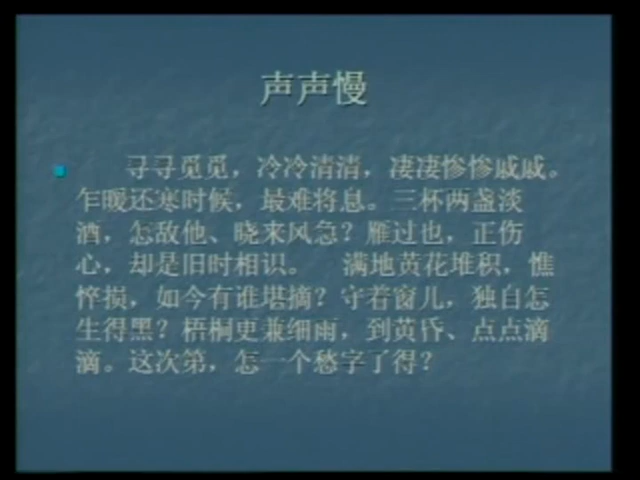 声声慢
寻寻觅觅，冷冷清清，凄凄惨惨戚戚。
乍暖还寒时候，最难将息。三杯两盏淡
酒，怎敌他、晓来风急？雁过也，正伤
心，却是旧时相识。 满地黄花堆积，憔
悴损，如今有谁堪摘？守着窗儿，独自怎
生得黑？梧桐更兼细雨，到黄昏、点点滴
滴。这次第，怎一个愁字了得？